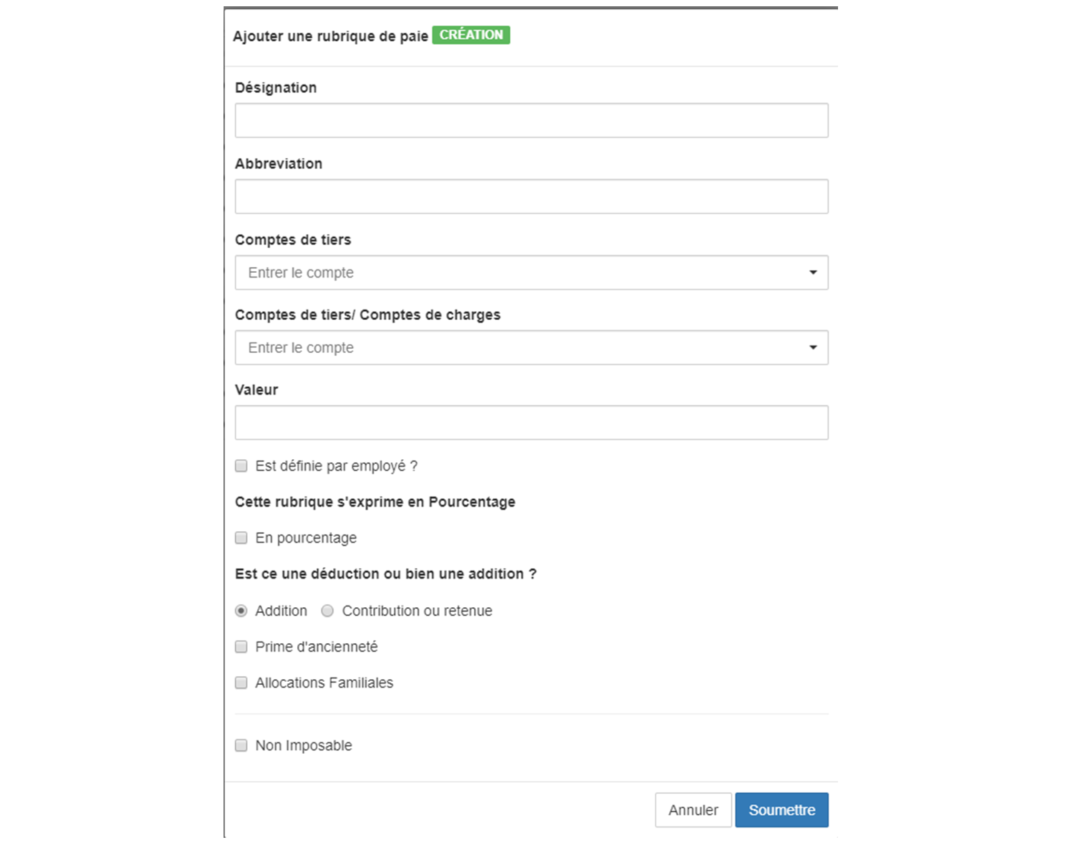 Ajouter une rubrique de paie CRÉATION
Désignation
Abbreviation
Comptes de tiers
Entrer le compte
Comptes de tiers/ Comptes de charges
Entrer le compte
Valeur
Est définie par employé ?
Cette rubrique s'exprime en Pourcentage
En pourcentage
Est ce une déduction ou bien une addition ?
Addition Contribution ou retenue
Prime d'ancienneté
Allocations Familiales
Non Imposable
Annuler Soumettre